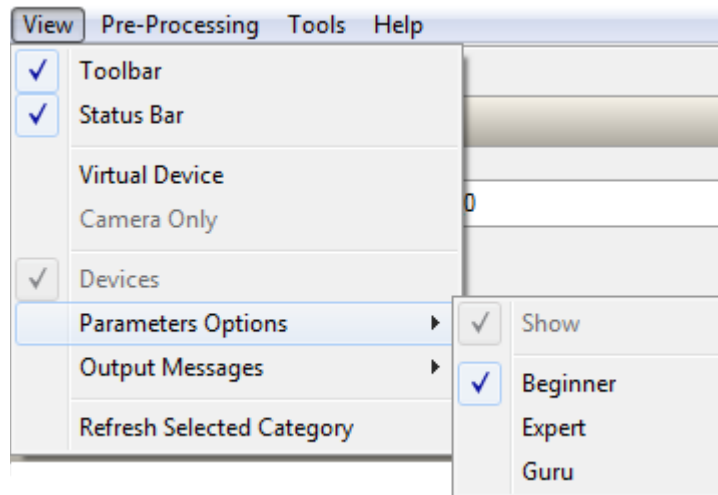 View Pre-Processing Tools Help
Toolbar
Status Bar
Virtual Device
0
Camera Only
Devices
Parameters Options
Show
Output Messages
Beginner
Refresh Selected Category
Expert
Guru